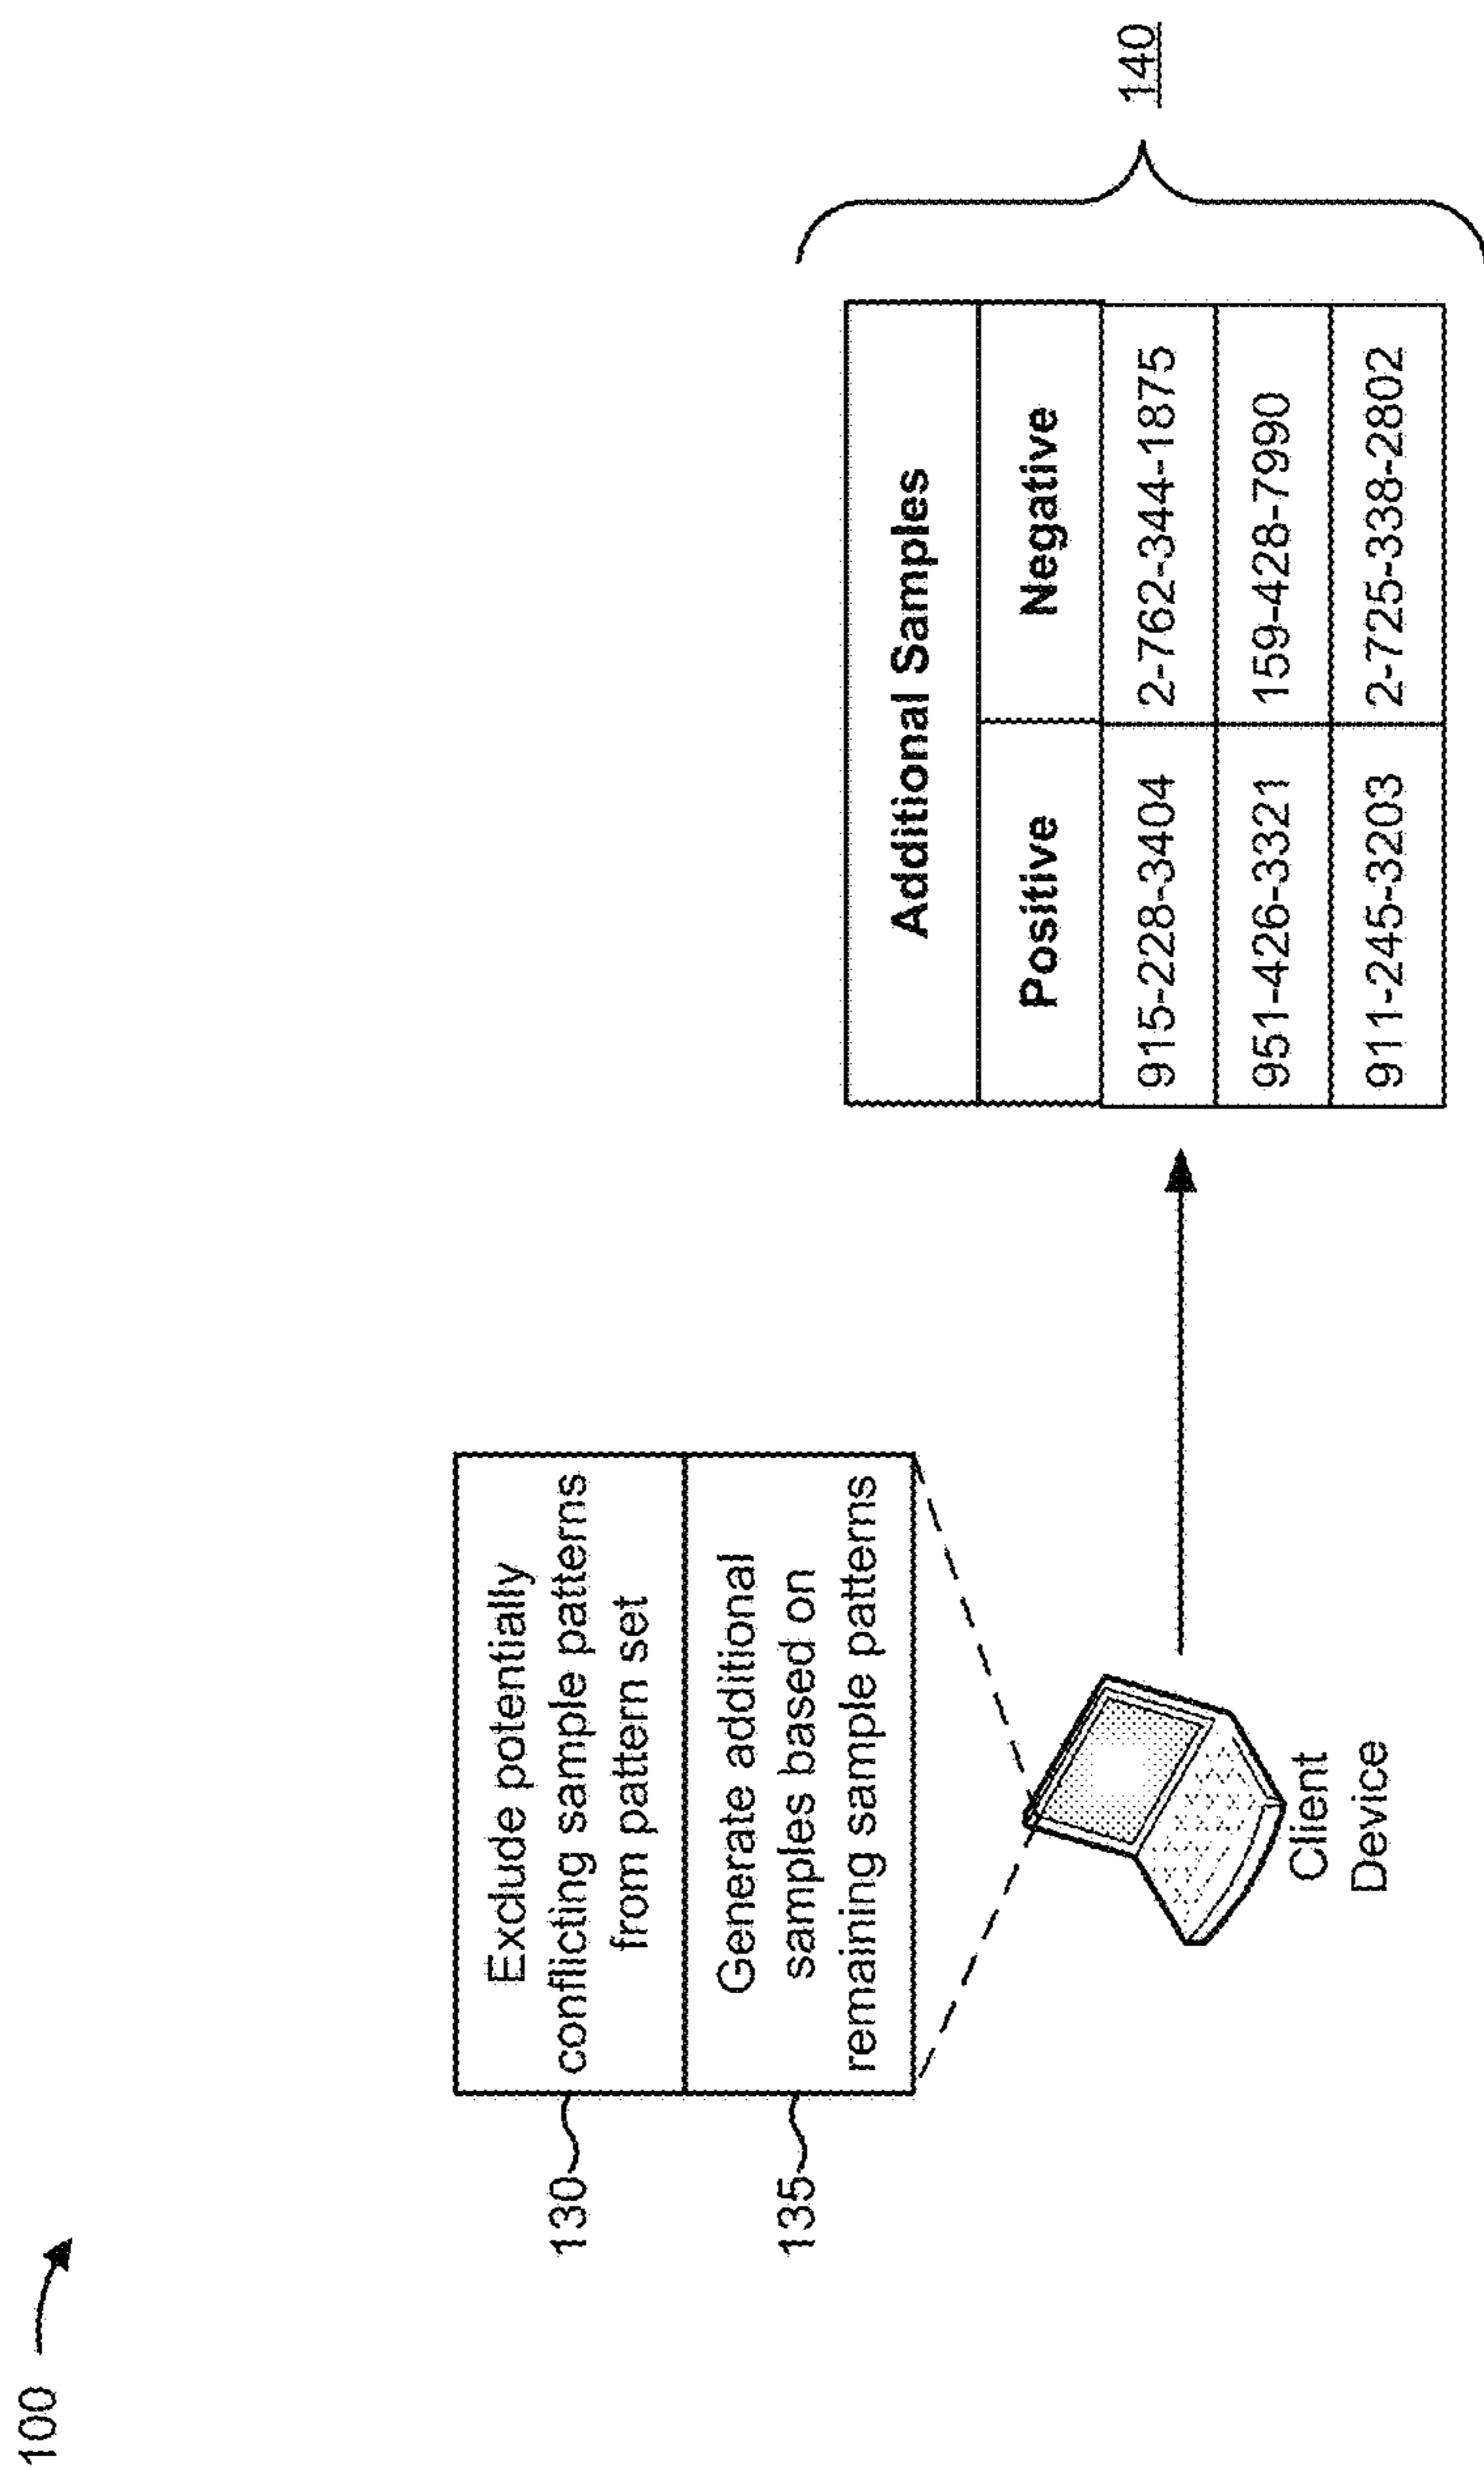 100
130
Exclude potentially
conflicting sample patterns
from pattern set
135
Generate additional
samples based on
remaining sample patterns
Client
Device
Additional Samples
Positive Negative
915-228-3404 2-762-344-1875
951-426-3321 159-428-7990
911-245-3203 2-725-338-2802
140